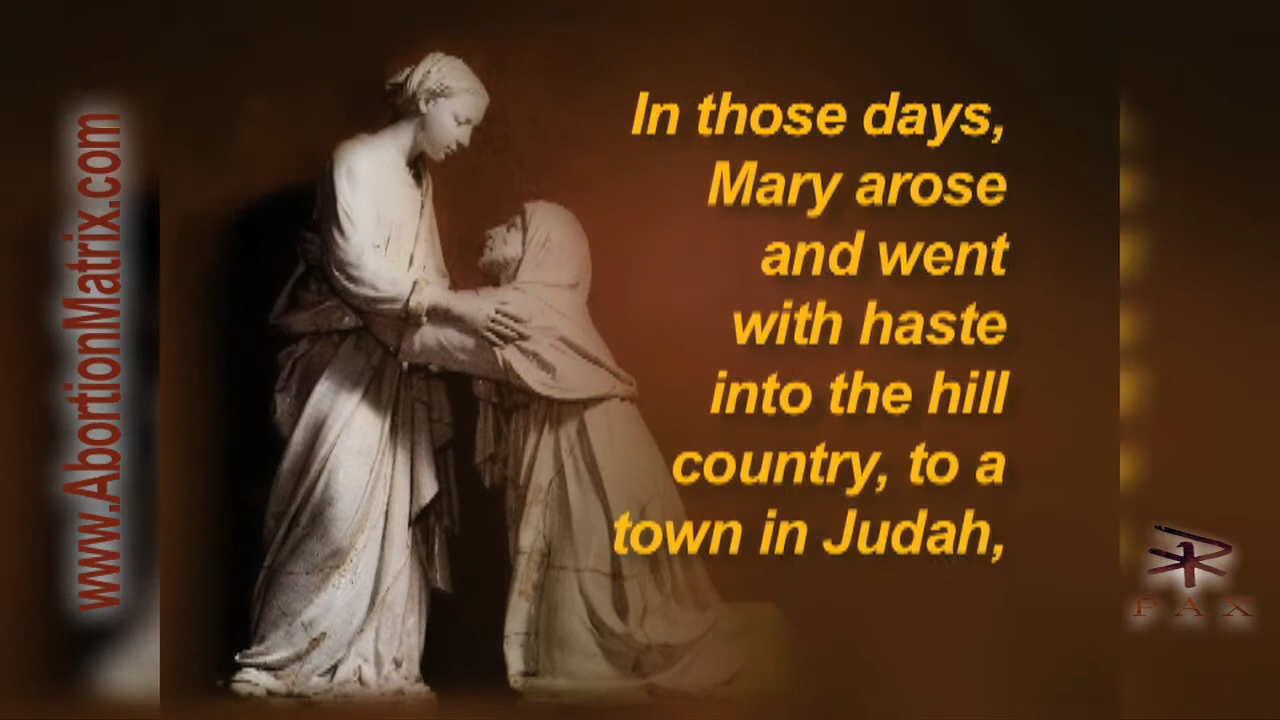 www.AbortionMatrix.com
In those days,
Mary arose
and went
with haste
into the hill
country, to a
town in Judah,
PAX